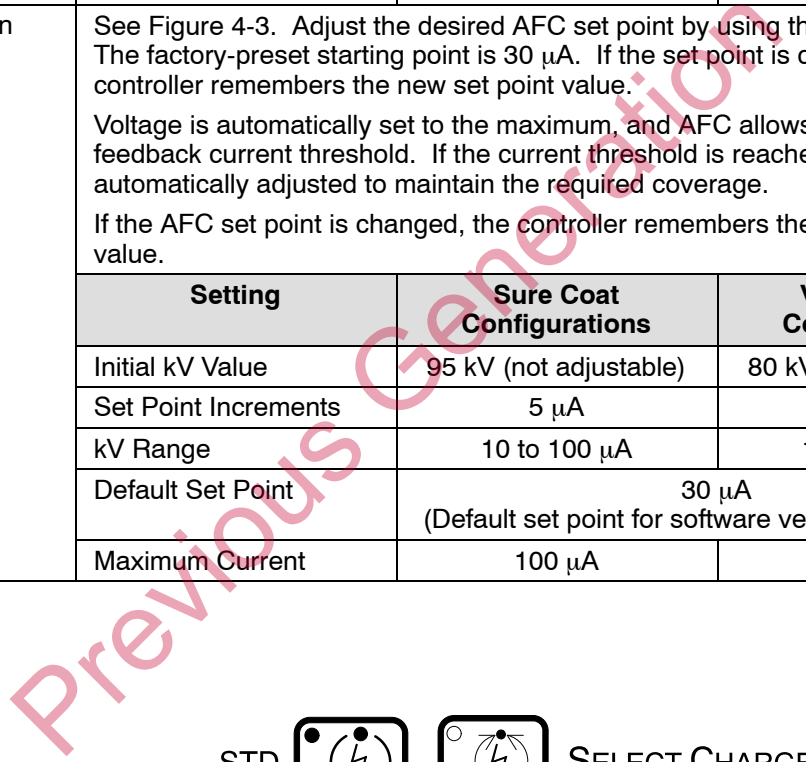 n
See Figure 4-3. Adjust the desired AFC set point by using th
The factory-preset starting point is 30 μA. If the set point is c
controller remembers the new set point value.
Voltage is automatically set to the maximum, and AFC allows
feedback current threshold. If the current threshold is reache
automatically adjusted to maintain the required coverage.
If the AFC set point is changed, the controller remembers the
value.
Setting Sure Coat V
Configurations Co
Initial kV Value 95 kV (not adjustable) 80 kV
Set Point Increments 5 μA
kV Range 10 to 100 μA 1
Default Set Point 30 μA
(Default set point for software ve
Maximum Current 100 μA
Previous Generation
STD SELECT CHARGE